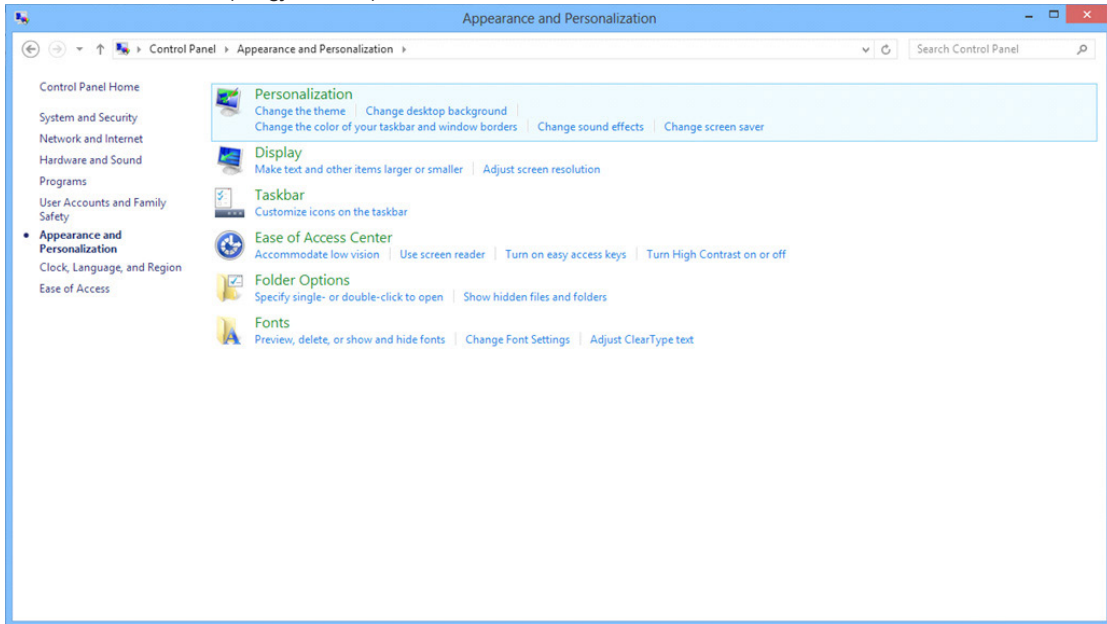 Appearance and Personalization
Control Panel Appearance and Personalization
Search Control Panel
Control Panel Home
System and Security
Network and Internet
Hardware and Sound
Programs
User Accounts and Family
Safety
Appearance and
Personalization
Clock, Language, and Region
Ease of Access
Personalization
Change the theme
Change desktop background
Change the color of your taskbar and window borders
Change sound effects
Change screen saver
Display
Make text and other items larger or smaller
Adjust screen resolution
Taskbar
Customize icons on the taskbar
Ease of Access Center
Accommodate low vision
Use screen reader
Turn on easy access keys
Turn High Contrast on or off
Folder Options
Specify single- or double-click to open
Show hidden files and folders
Fonts
Preview, delete, or show and hide fonts
Change Font Settings
Adjust ClearType text